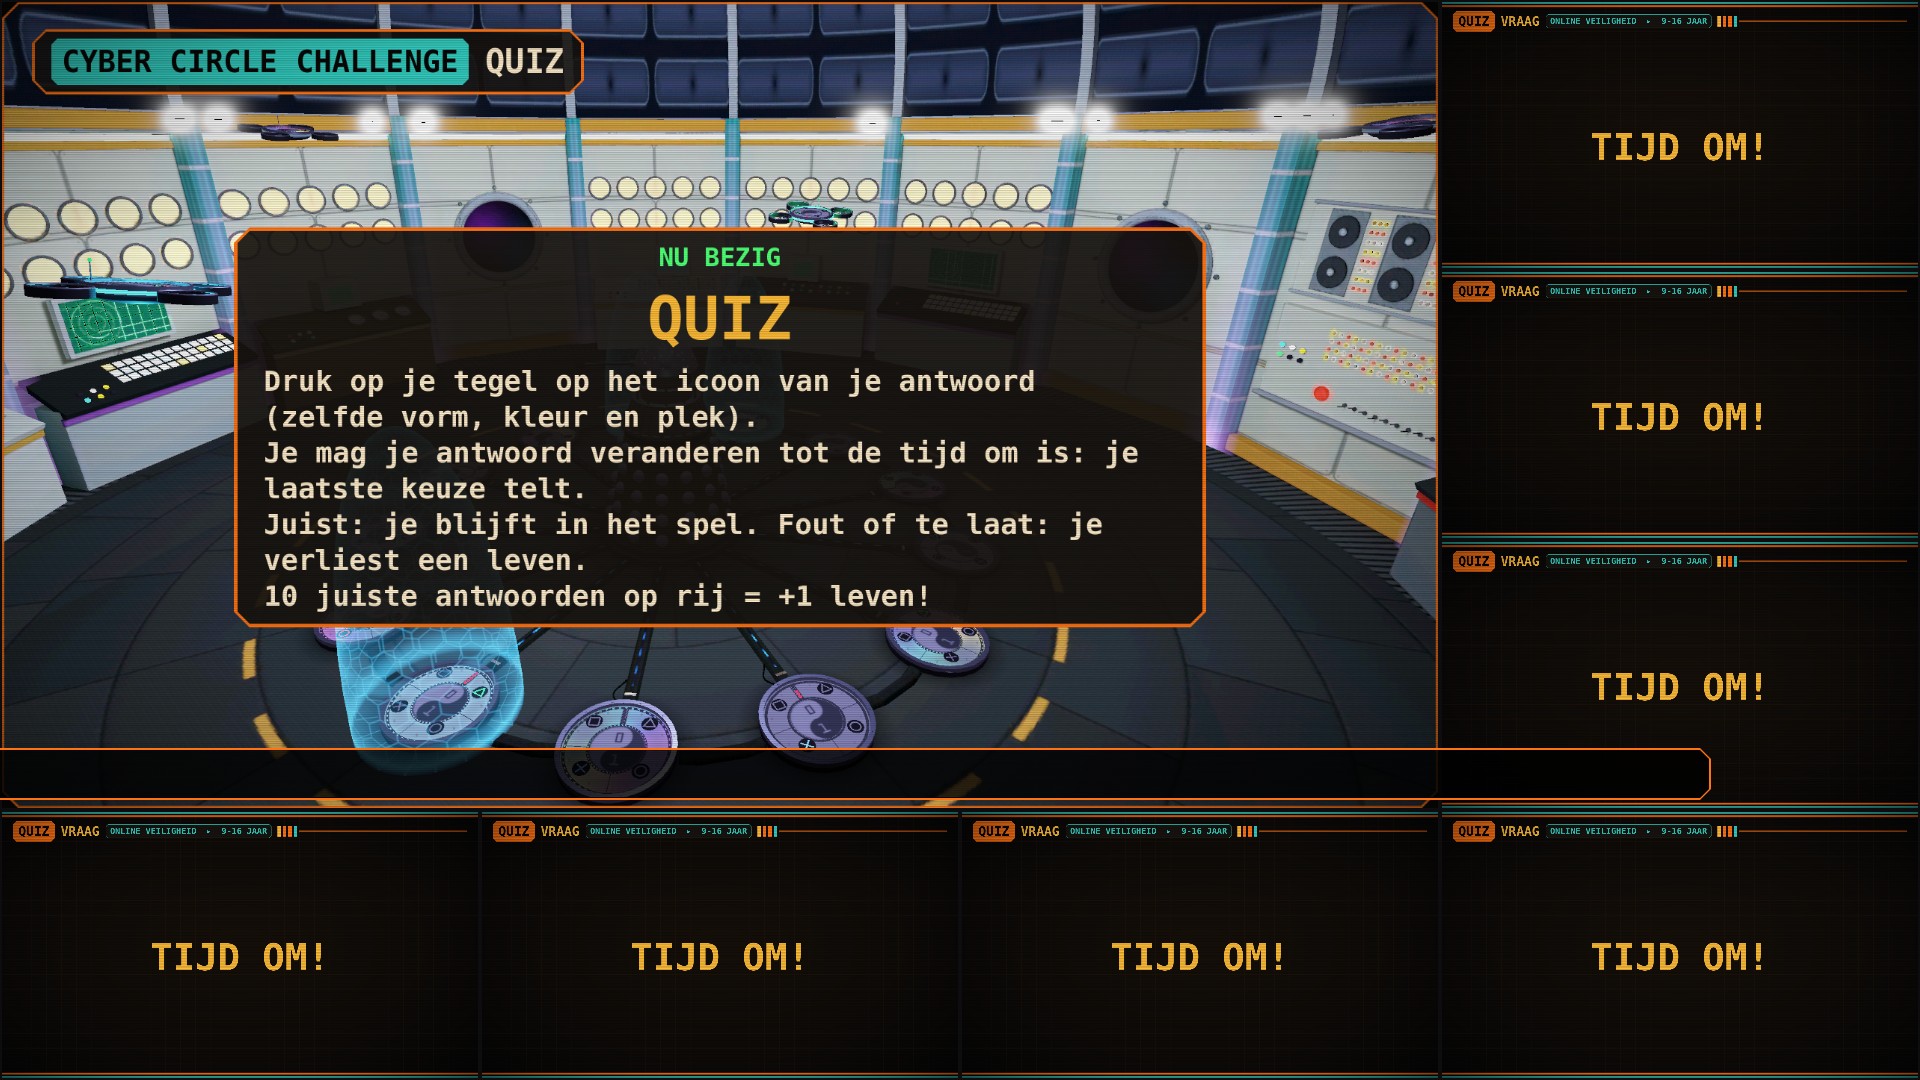 CYBER CIRCLE CHALLENGE QUIZ
NU BEZIG
QUIZ
Druk op je tegel op het icoon van je antwoord
(zelfde vorm, kleur en plek).
Je mag je antwoord veranderen tot de tijd om is: je
laatste keuze telt.
Juist: je blijft in het spel. Fout of te laat: je
verliest een leven.
10 juiste antwoorden op rij = +1 leven!
QUIZ VRAAG ONLINE VEILIGHEID ▸ 9-16 JAAR
TIJD OM!
QUIZ VRAAG ONLINE VEILIGHEID ▸ 9-16 JAAR
TIJD OM!
QUIZ VRAAG ONLINE VEILIGHEID ▸ 9-16 JAAR
TIJD OM!
QUIZ VRAAG ONLINE VEILIGHEID ▸ 9-16 JAAR
TIJD OM!
QUIZ VRAAG ONLINE VEILIGHEID ▸ 9-16 JAAR
TIJD OM!
QUIZ VRAAG ONLINE VEILIGHEID ▸ 9-16 JAAR
TIJD OM!
QUIZ VRAAG ONLINE VEILIGHEID ▸ 9-16 JAAR
TIJD OM!